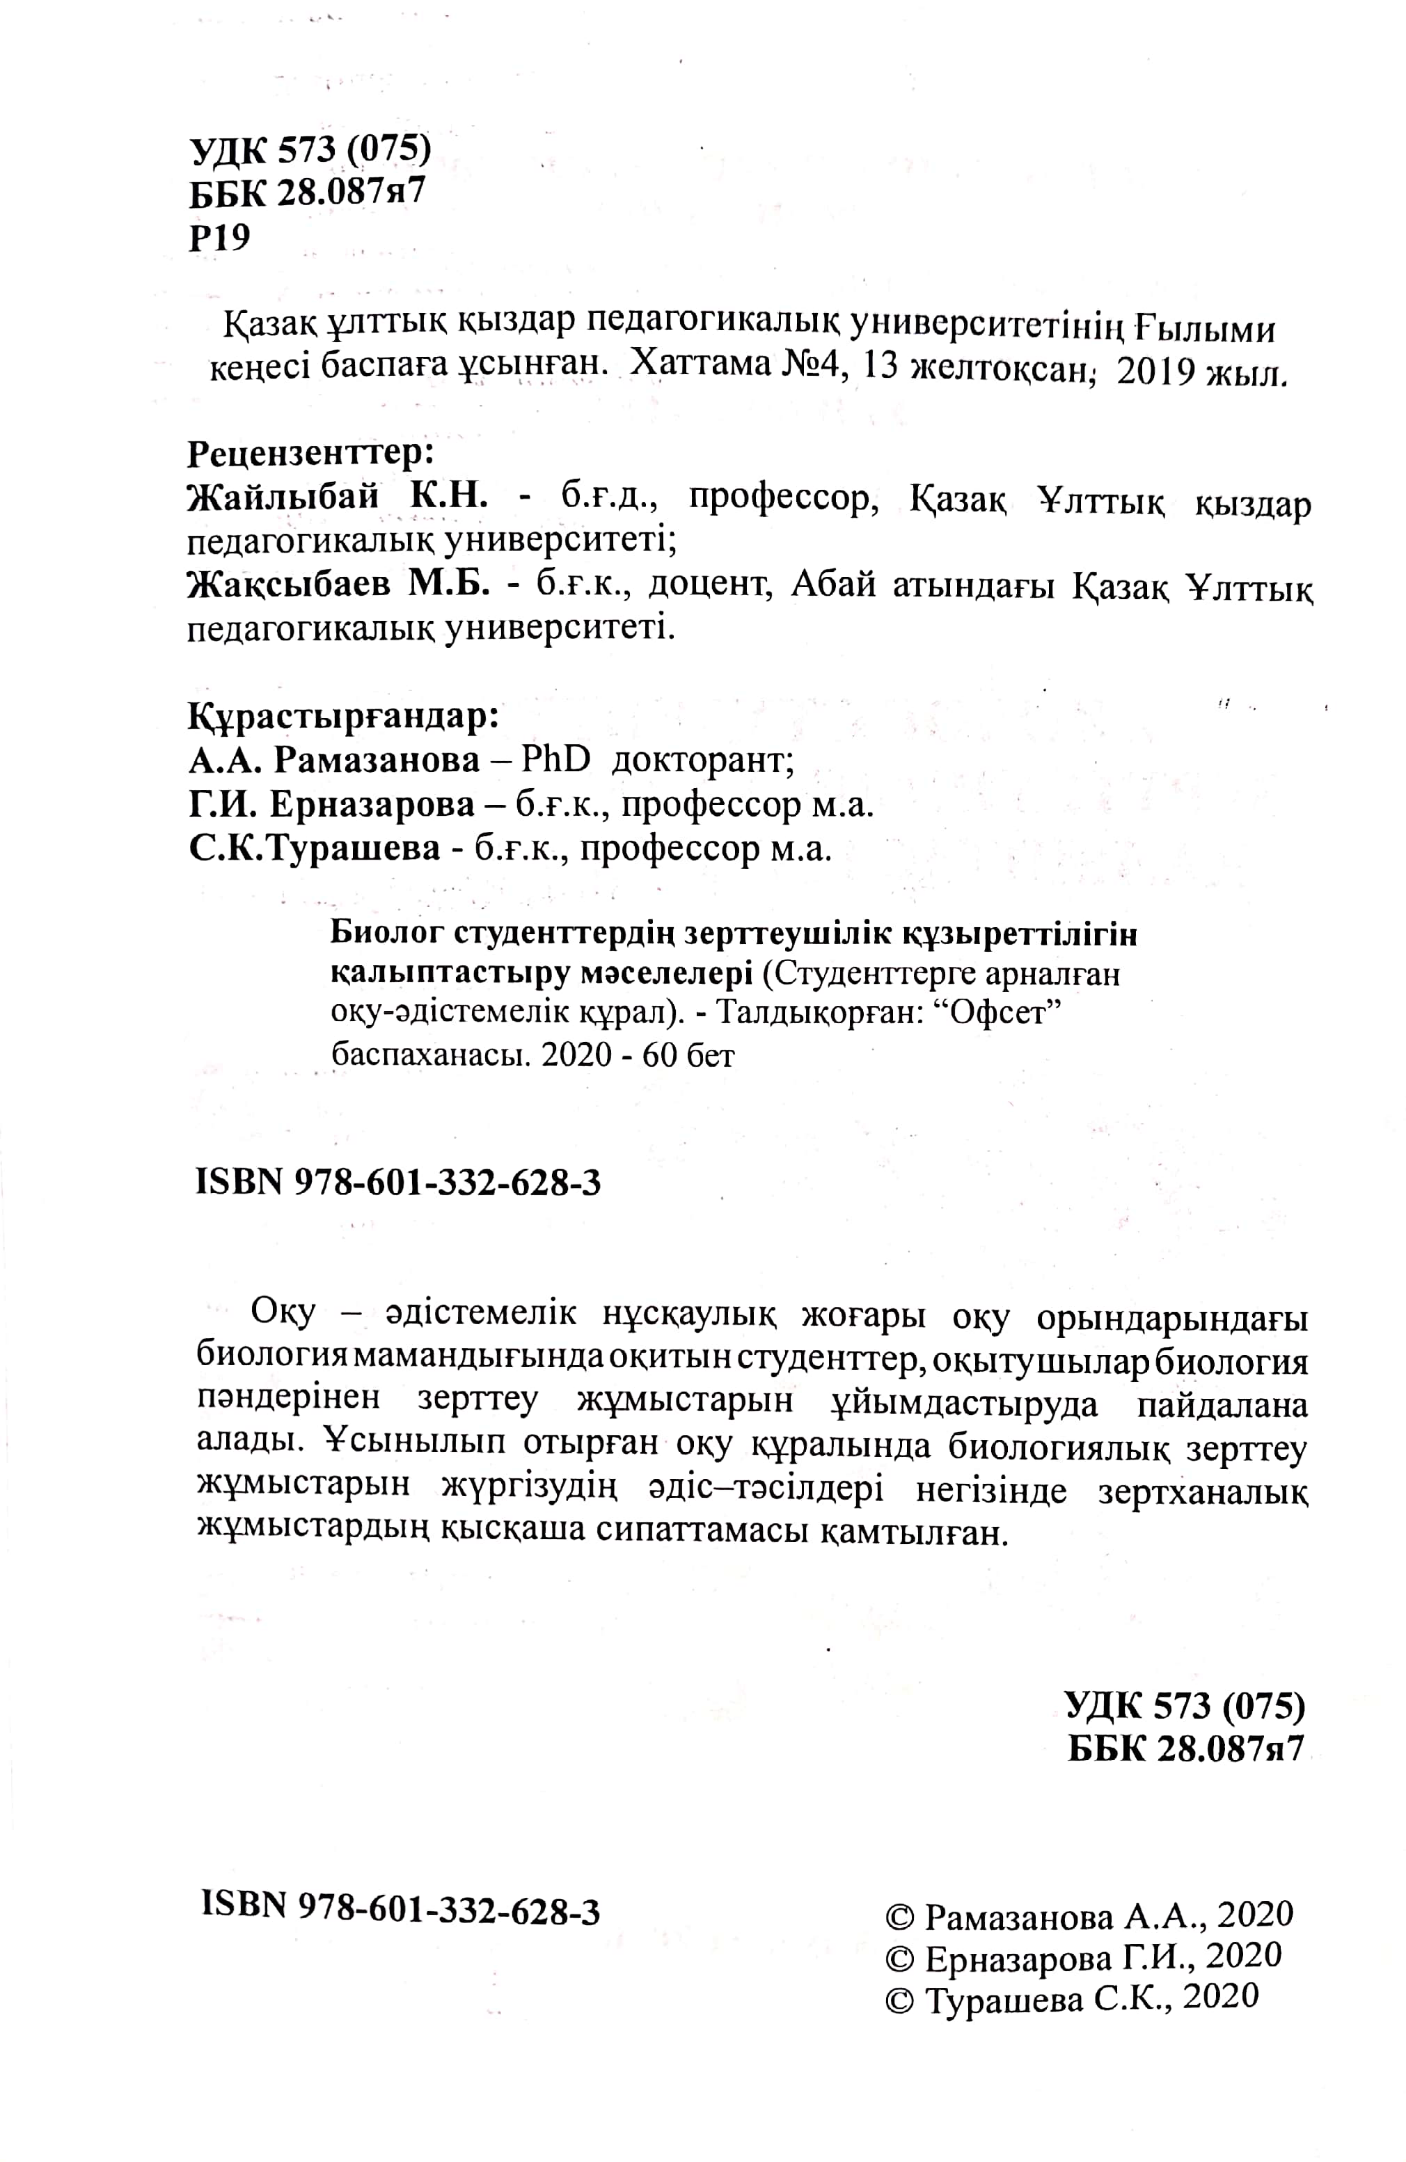 УДК 573 (075)
ББК 28.087я7
Р19
Қазақ ұлттық қыздар педагогикалық университетінің Ғылыми
кеңесі баспаға ұсынған. Хаттама №4, 13 желтоқсан, 2019 жыл.
Рецензенттер:
Жайлыбай К.Н. - б.ғ.д., профессор, Қазақ Ұлттық қыздар
педагогикалық университеті;
Жақсыбаев М.Б. - б.ғ.к., доцент, Абай атындағы Қазақ Ұлттық
педагогикалық университеті.
Құрастырғандар:
А.А. Рамазанова – PhD докторант;
Г.И. Ерназарова – б.ғ.к., профессор м.а.
С.К.Турашева - б.ғ.к., профессор м.а.
Биолог студенттердің зерттеушілік құзыреттілігін
қалыптастыру мәселелері (Студенттерге арналған
оқу-әдістемелік құрал). - Талдықорған: “Офсет”
баспаханасы. 2020 - 60 бет
ISBN 978-601-332-628-3
Оқу – әдістемелік нұсқаулық жоғары оқу орындарындағы
биология мамандығында оқитын студенттер, оқытушылар биология
пәндерінен зерттеу жұмыстарын ұйымдастыруда пайдалана
алады. Ұсынылып отырған оқу құралында биологиялық зерттеу
жұмыстарын жүргізудің әдіс–тәсілдері негізінде зертханалық
жұмыстардың қысқаша сипаттамасы қамтылған.
УДК 573 (075)
ББК 28.087я7
ISBN 978-601-332-628-3
© Рамазанова А.А., 2020
© Ерназарова Г.И., 2020
© Турашева С.К., 2020